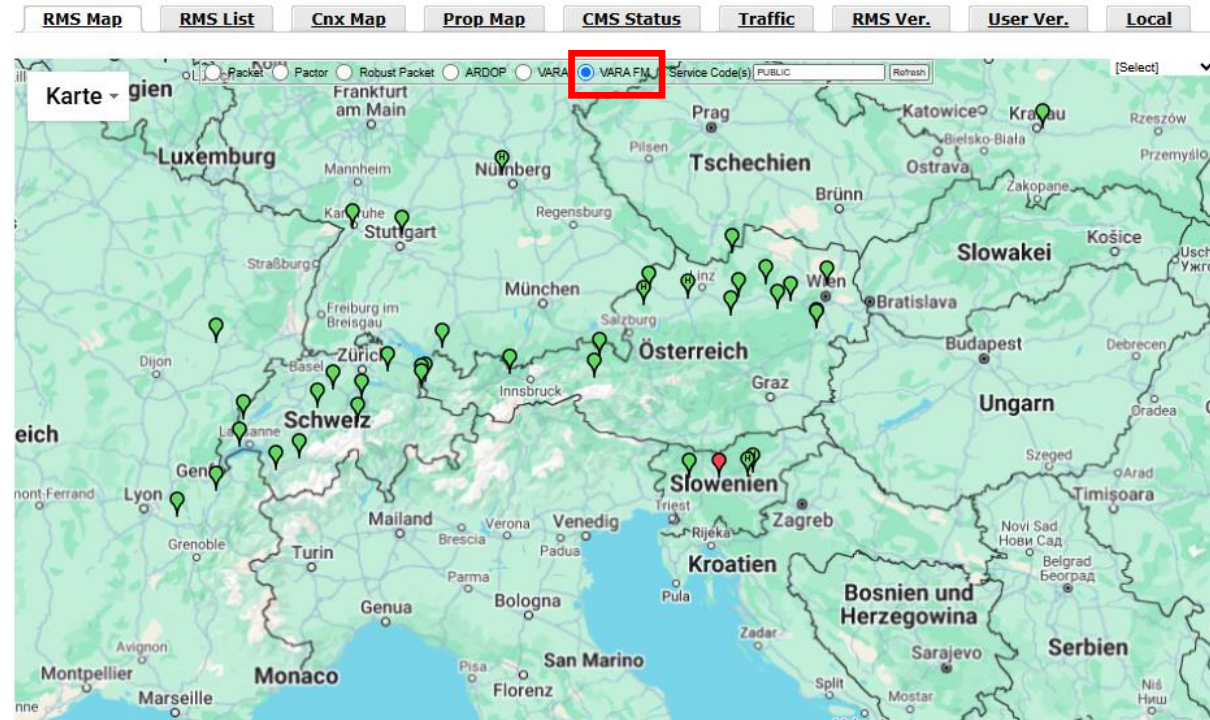 RMS Map RMS List Cnx Map Prop Map CMS Status Traffic RMS Ver. User Ver. Local
Packet Pactor Robust Packet ARDOP VARA VARA FM Service Code(s) PUBLIC Refresh [Select]
Karte
gien
Frankfurt
am Main
Prag
Katowice
Rzeszów
Luxemburg
Pilsen
Bielsko-Biała
Mannheim
Tschechien
Ostrava
Przemyśl
Nürnberg
Brünn
Zakopane
Regensburg
Stuttgart
Slowakei
Košice
Straßburg
München
Linz
Wien
Bratislava
Freiburg im
Breisgau
Salzburg
Budapest
Debrecen
Dijon
Basel
Zürich
Österreich
Innsbruck
Graz
Ungarn
Oradea
Schweiz
eich
Lausanne
Szeged
Arad
Genf
Slowenien
mont-Ferrand
Lyon
Timișoara
Triest
Mailand
Verona
Venedig
Zagreb
Brescia
Rijeka
Novi Sad
Нови Сад
Grenoble
Turin
Padua
Kroatien
Belgrad
Београд
Parma
Pula
Bosnien und
Herzegowina
Genua
Bologna
Zadar
Avignon
Sarajevo
Serbien
Montpellier
Monaco
Pisa
San Marino
Split
Niš
Ниш
Marseille
Florenz
Mostar